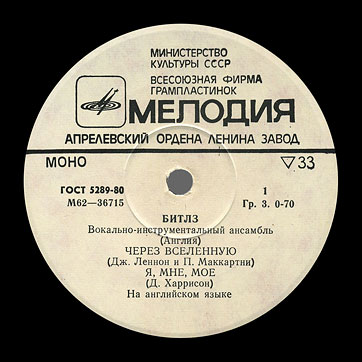 МИНИСТЕРСТВО
КУЛЬТУРЫ СССР
ВСЕСОЮЗНАЯ ФИРМА
ГРАМПЛАСТИНОК
МЕЛОДИЯ
АПРЕЛЕВСКИЙ ОРДЕНА ЛЕНИНА ЗАВОД
МОНО ▽33
ГОСТ 5289-80 1
М62—36715 Гр. 3. 0-70
БИТЛЗ
Вокально-инструментальный ансамбль
(Англия)
ЧЕРЕЗ ВСЕЛЕННУЮ
(Дж. Леннон и П. Маккартни)
Я, МНЕ, МОЕ
(Д. Харрисон)
На английском языке